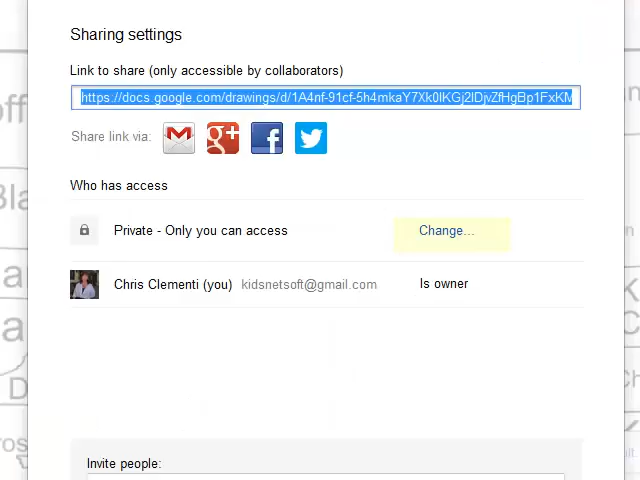 Sharing settings
Link to share (only accessible by collaborators)
https://docs.google.com/drawings/d/1A4nf-91cf-5h4mkaY7Xk0lKGj2lDjvZfHgBp1FxKM
Share link via:
Who has access
Private - Only you can access Change...
Chris Clementi (you) kidsnetsoft@gmail.com Is owner
Invite people: